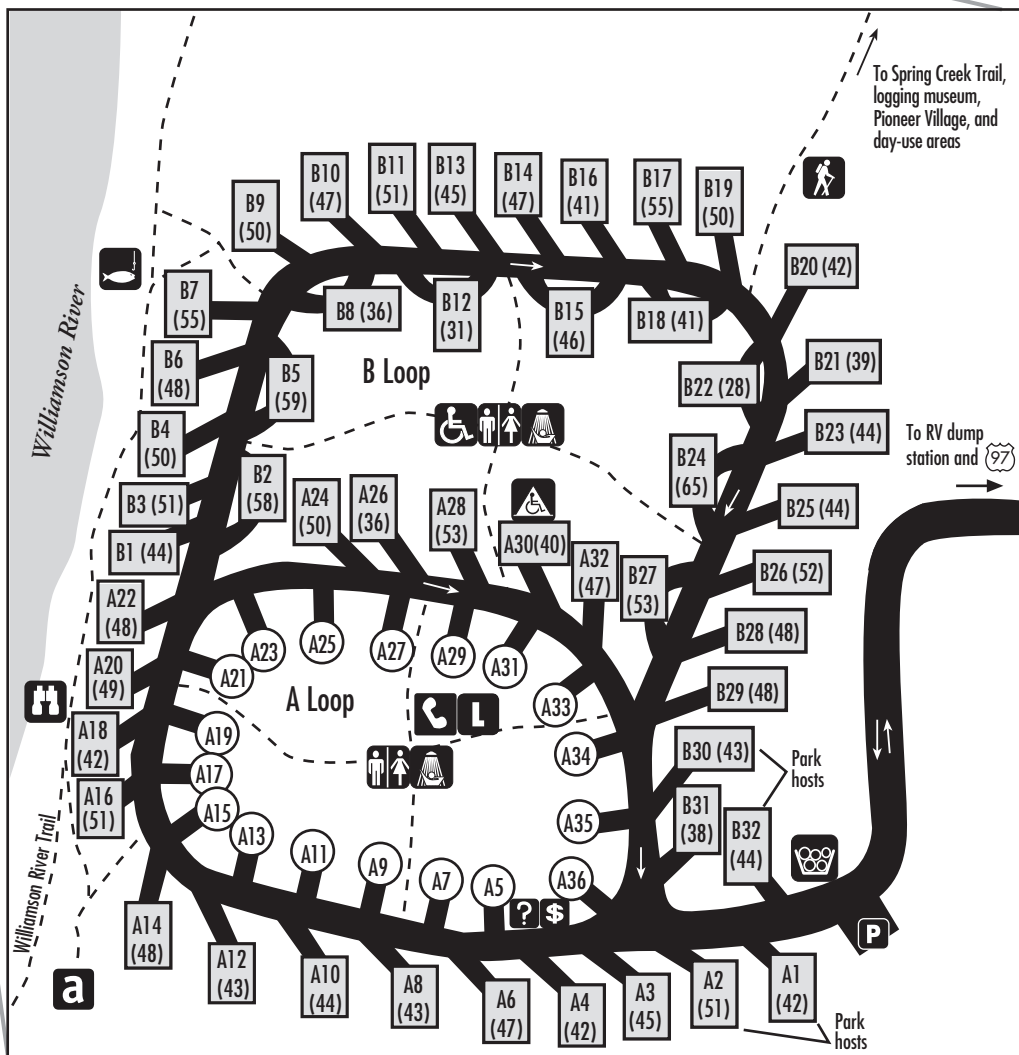 To Spring Creek Trail,
logging museum,
Pioneer Village, and
day-use areas
B9
(50)
B10
(47)
B11
(51)
B13
(45)
B14
(47)
B16
(41)
B17
(55)
B19
(50)
B20 (42)
B7
(55)
B8 (36)
B12
(31)
B15
(46)
B18 (41)
B6
(48)
B5
(59)
B Loop
B22 (28)
B21 (39)
Williamson River
B4
(50)
B23 (44)
B24
(65)
To RV dump
station and 97
B3 (51)
B2
(58)
B1 (44)
A24
(50)
A26
(36)
A28
(53)
A30(40)
A32
(47)
B25 (44)
B27
(53)
B26 (52)
A22
(48)
B28 (48)
A20
(49)
A21
A23
A25
A27
A29
A31
A33
B29 (48)
A Loop
L
A18
(42)
A19
A34
B30 (43)
Park
hosts
A16
(51)
A17
A15
A13
A11
A9
A7
A5
A35
A36
B31
(38)
B32
(44)
Williamson River Trail
? $
P
a
A14
(48)
A12
(43)
A10
(44)
A8
(43)
A6
(47)
A4
(42)
A3
(45)
A2
(51)
A1
(42)
Park
hosts